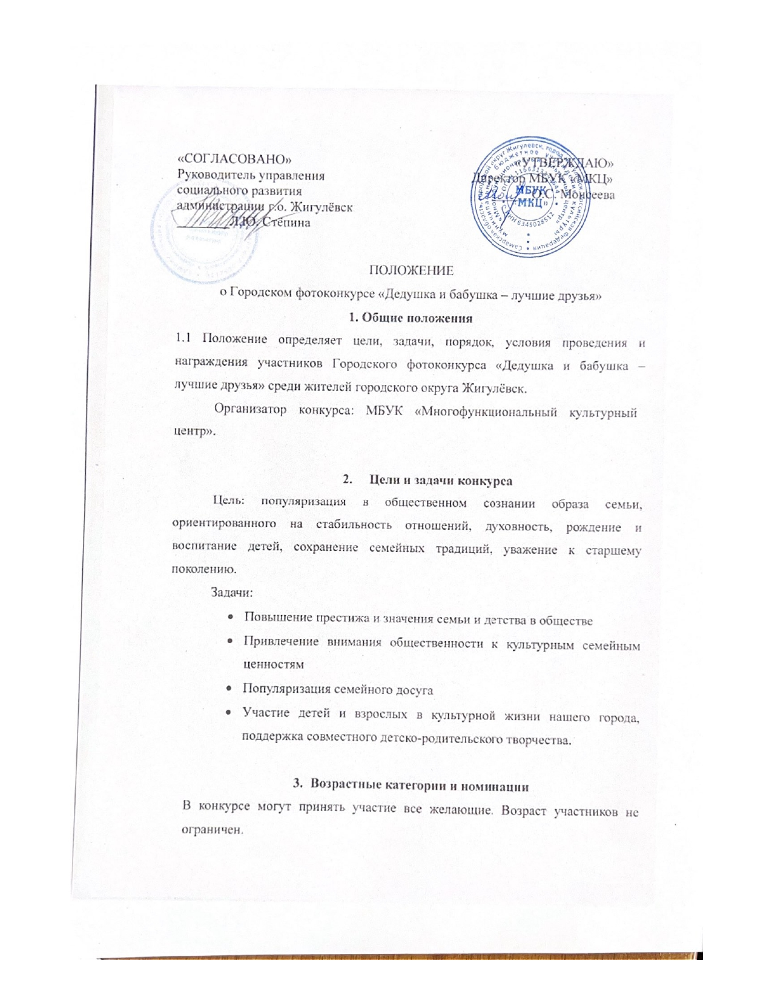 «СОГЛАСОВАНО»
Руководитель управления
социального развития
администрации г.о. Жигулёвск
Л.Ю. Стёпина
«УТВЕРЖДАЮ»
Директор МБУК «МКЦ»
О.С. Моисеева
МБУК
«МКЦ»
ИНН 6345028512
ПОЛОЖЕНИЕ
о Городском фотоконкурсе «Дедушка и бабушка – лучшие друзья»
1. Общие положения
1.1 Положение определяет цели, задачи, порядок, условия проведения и
награждения участников Городского фотоконкурса «Дедушка и бабушка –
лучшие друзья» среди жителей городского округа Жигулёвск.
Организатор конкурса: МБУК «Многофункциональный культурный
центр».
2. Цели и задачи конкурса
Цель: популяризация в общественном сознании образа семьи,
ориентированного на стабильность отношений, духовность, рождение и
воспитание детей, сохранение семейных традиций, уважение к старшему
поколению.
Задачи:
• Повышение престижа и значения семьи и детства в обществе
• Привлечение внимания общественности к культурным семейным
ценностям
• Популяризация семейного досуга
• Участие детей и взрослых в культурной жизни нашего города,
поддержка совместного детско-родительского творчества.
3. Возрастные категории и номинации
В конкурсе могут принять участие все желающие. Возраст участников не
ограничен.